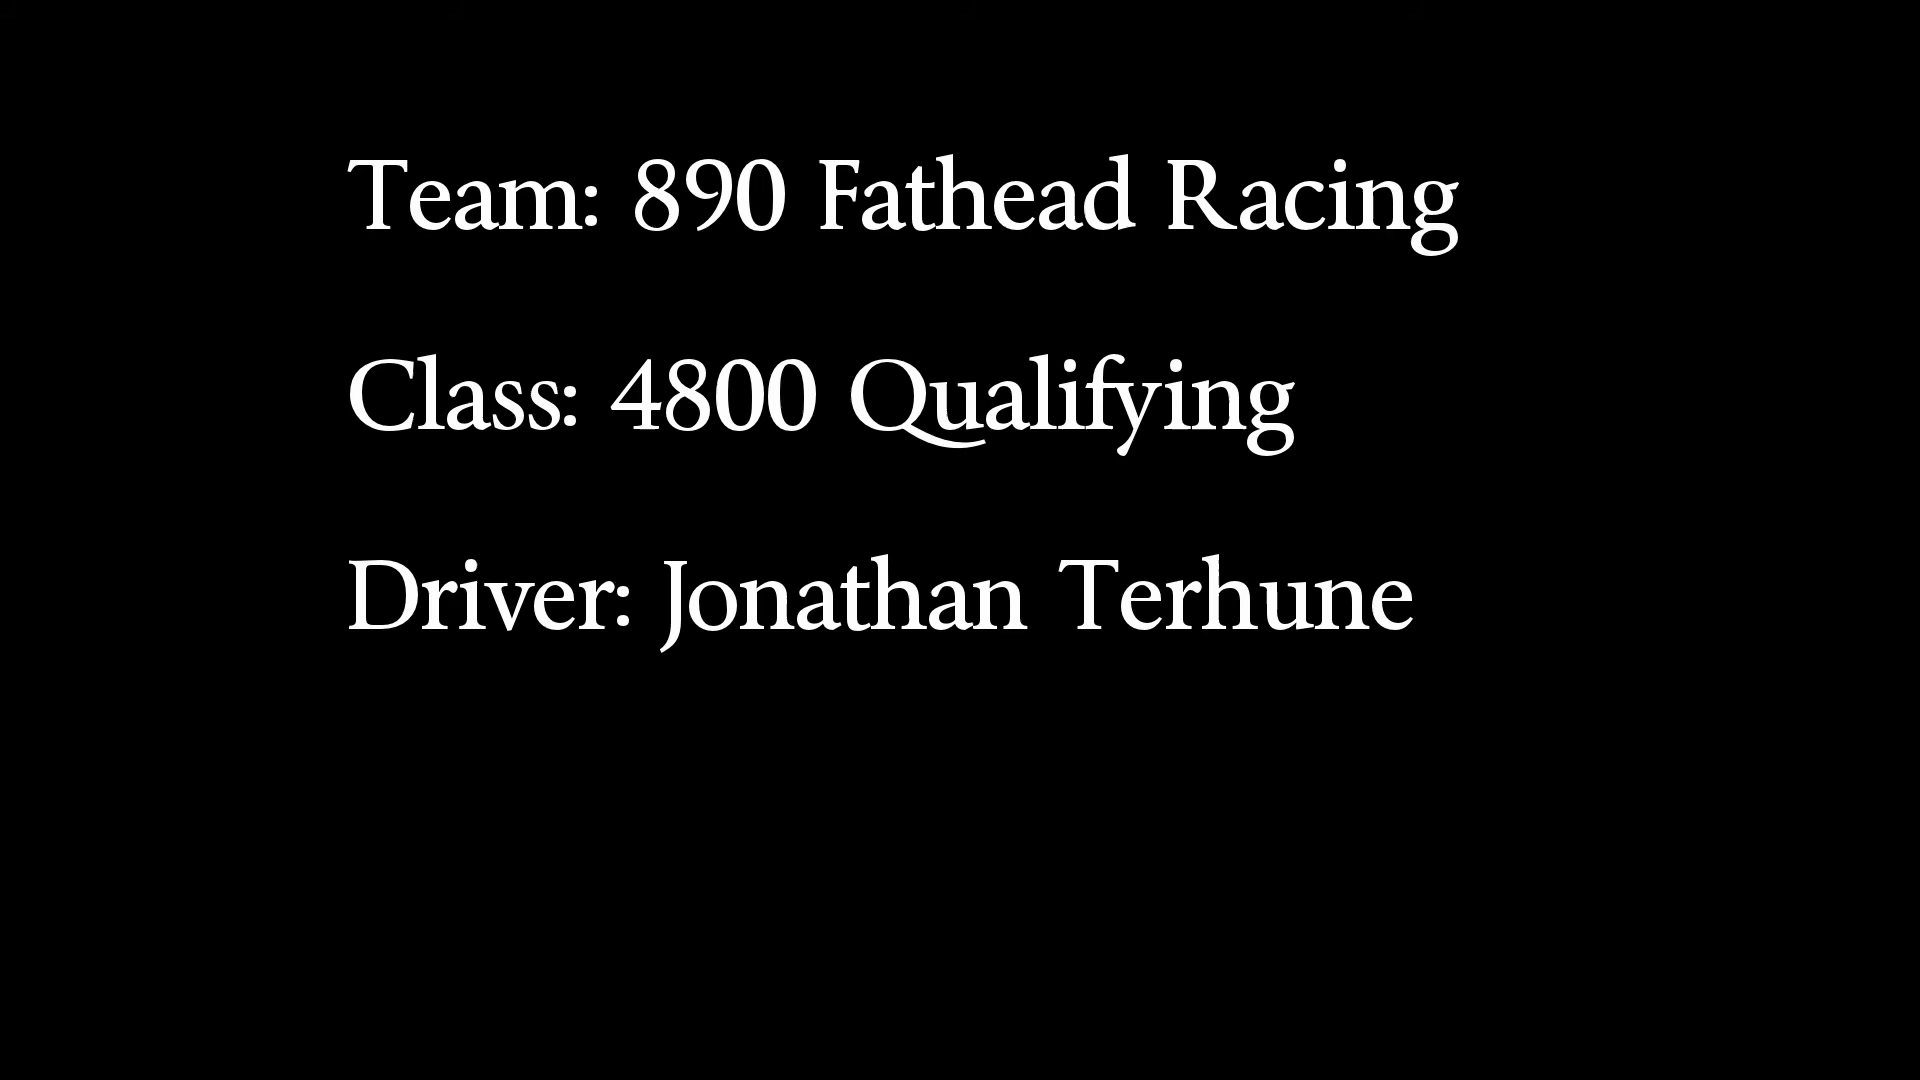 Team: 890 Fathead Racing
Class: 4800 Qualifying
Driver: Jonathan Terhune